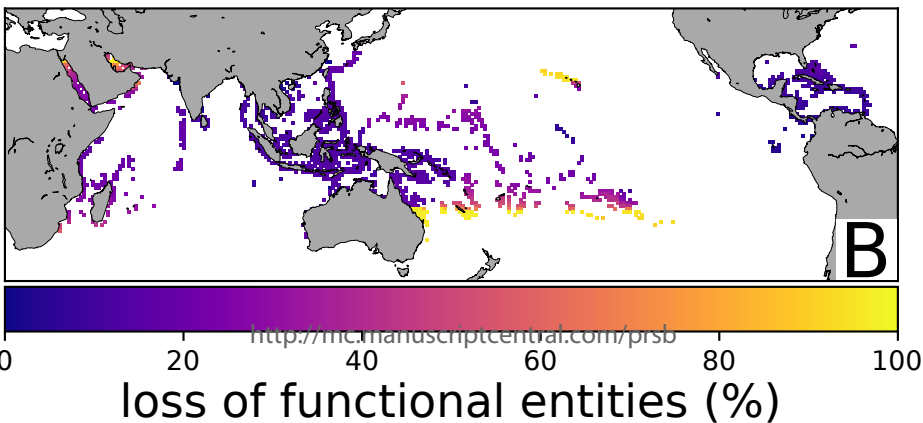 B
http://mc.manuscriptcentral.com/prsb
0 20 40 60 80 100
loss of functional entities (%)